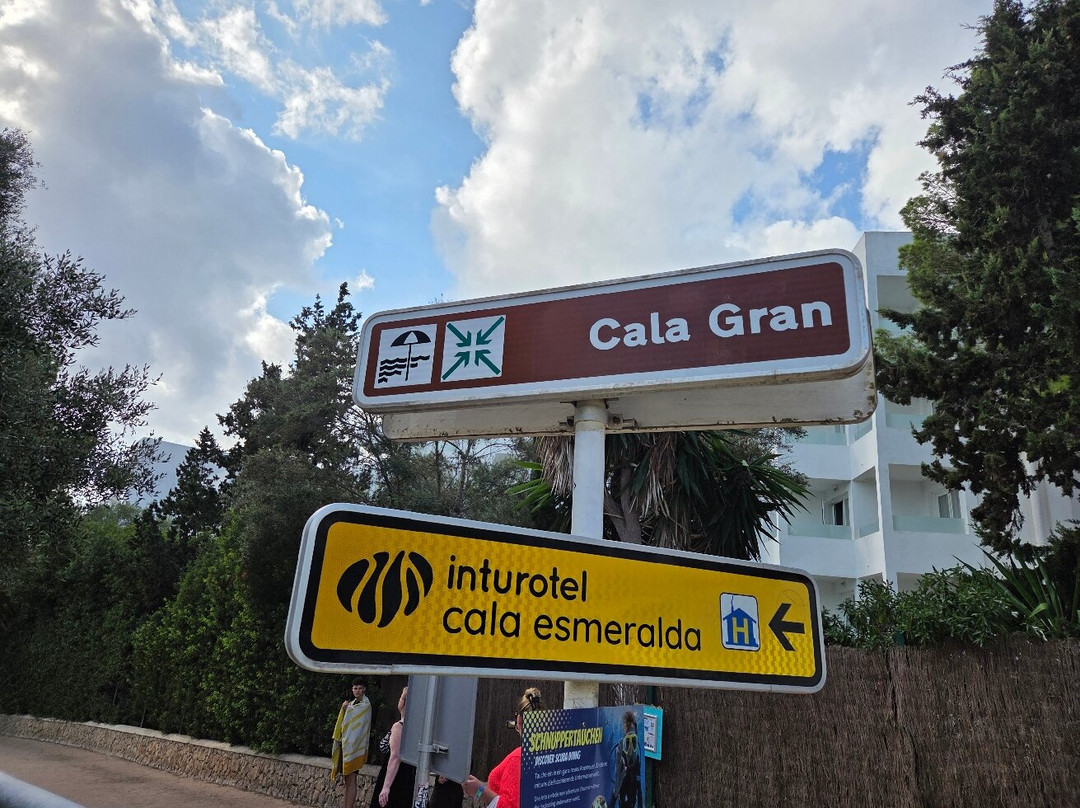 Cala Gran
inturotel
cala esmeralda
H
SCHNUPPERTAUCHEN
DISCOVER SCUBA DIVING